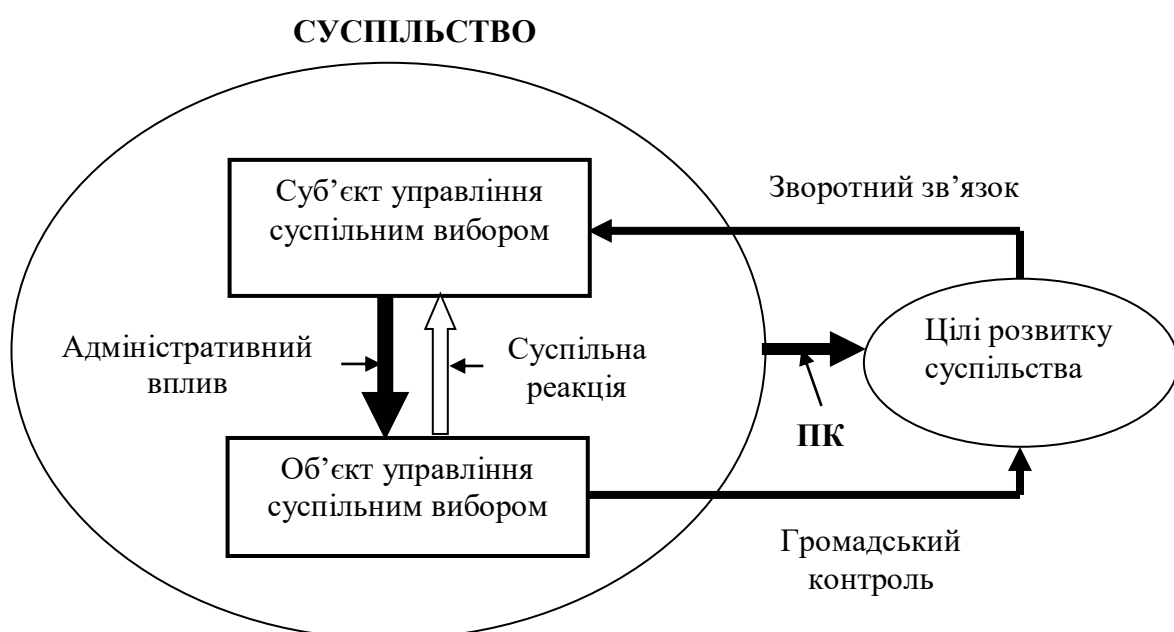 СУСПІЛЬСТВО
Суб’єкт управління
суспільним вибором
Зворотний зв’язок
Адміністративний
вплив
Суспільна
реакція
Цілі розвитку
суспільства
ПК
Об’єкт управління
суспільним вибором
Громадський
контроль